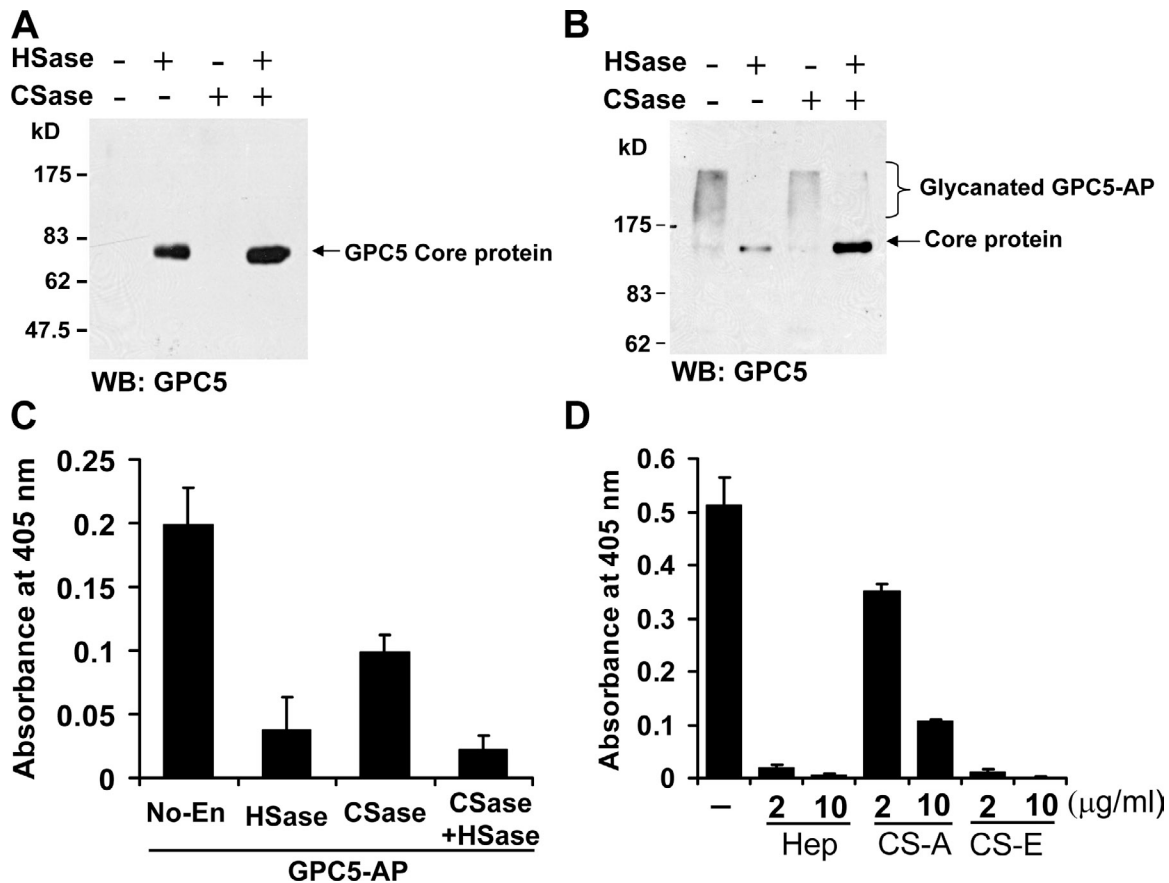 A
HSase - + - +
CSase - - + +
kD
175
83
62
47.5
GPC5 Core protein
WB: GPC5
B
HSase - + - +
CSase - - + +
kD
175
83
62
Glycanated GPC5-AP
Core protein
WB: GPC5
C
Absorbance at 405 nm
0.25
0.2
0.15
0.1
0.05
0
No-En HSase CSase CSase
+HSase
GPC5-AP
D
Absorbance at 405 nm
0.6
0.5
0.4
0.3
0.2
0.1
0
– 2 10 2 10 2 10 (μg/ml)
Hep CS-A CS-E